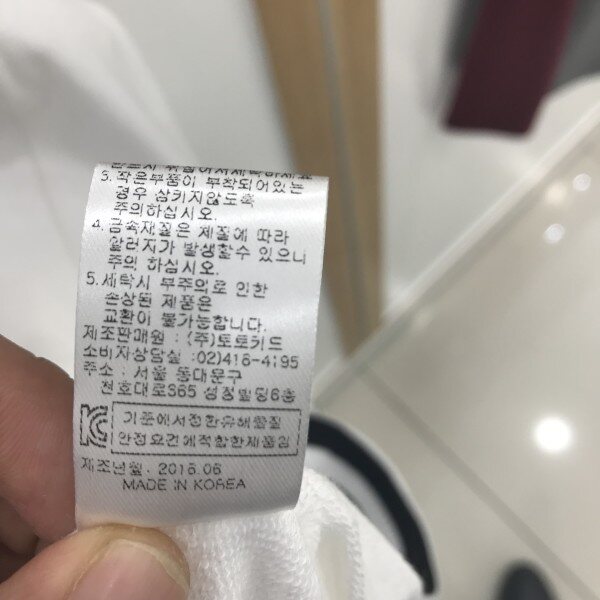 3. 작은부품이 부착되어있는
경우 삼키지않도록
주의하십시오.
4. 금속재질은 제품에 따라
알러지가 발생할수 있으니
주의 하십시오.
5. 세탁시 부주의로 인한
손상된 제품은
교환이 불가능합니다.
제조판매원 : (주)토토키드
소비자상담실 :02)416-4195
주소 : 서울 동대문구
천호대로365 성정빌딩6층
기준에서정한유해물질
안정요건에적합한제품임
제조년월. 2016.06
MADE IN KOREA